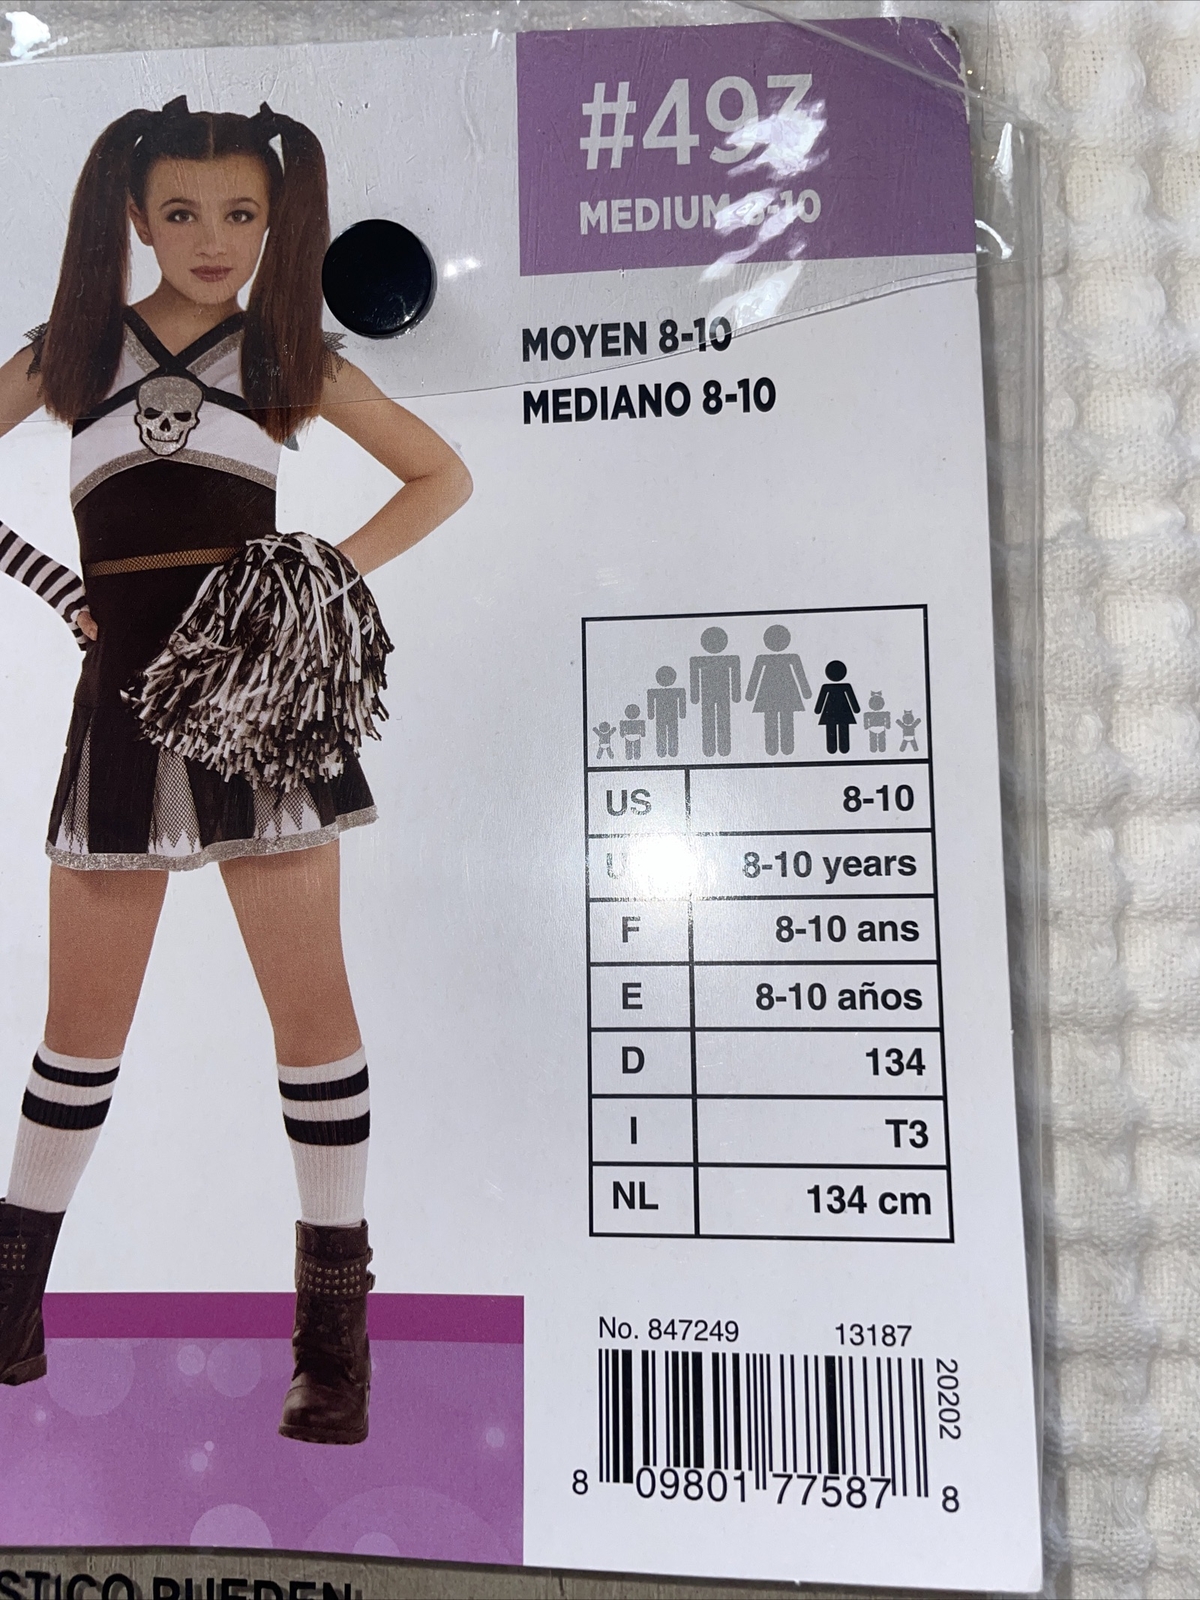 #497
MEDIUM 8-10
MOYEN 8-10
MEDIANO 8-10
US 8-10
8-10 years
F 8-10 ans
E 8-10 años
D 134
I T3
NL 134 cm
No. 847249 13187
20202
8 09801 77587 8
PUEDEN